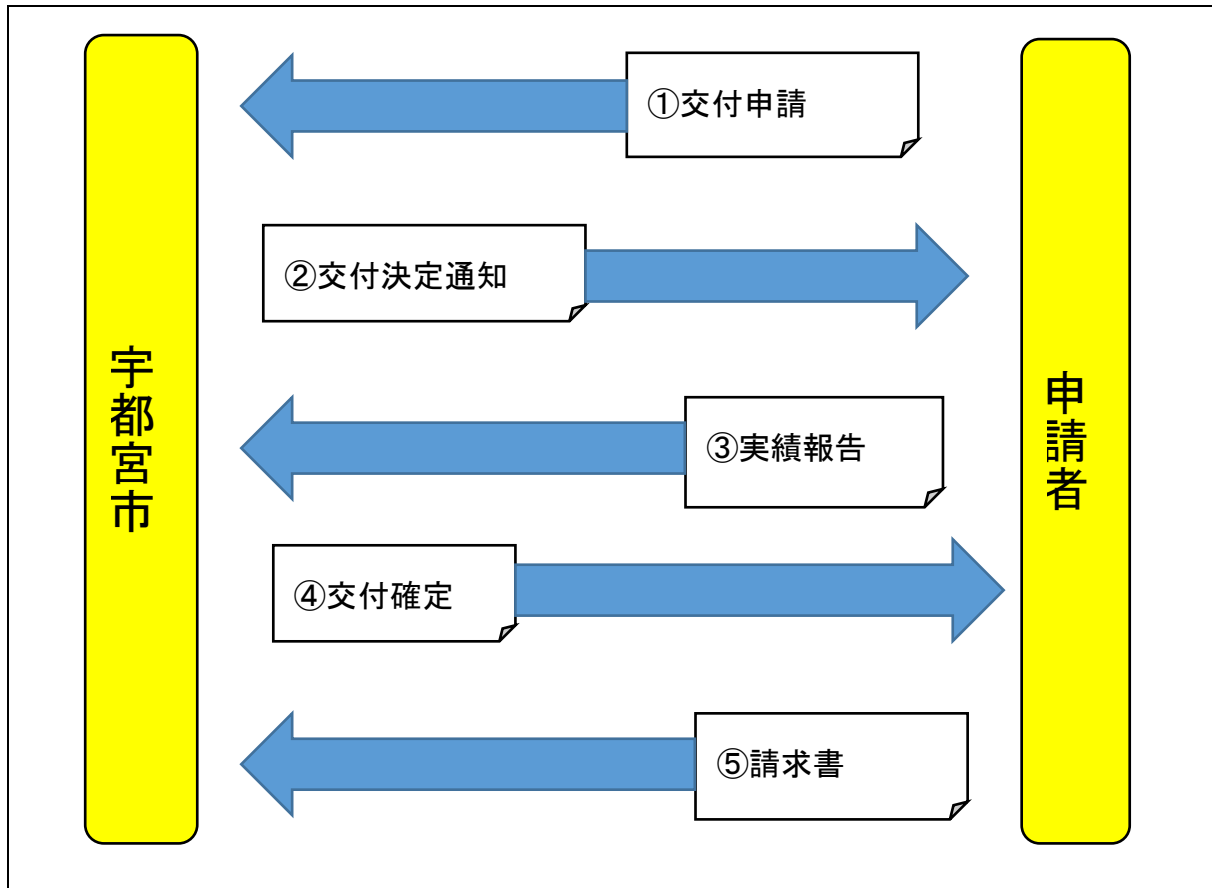 宇都宮市
①交付申請
②交付決定通知
③実績報告
④交付確定
⑤請求書
申請者